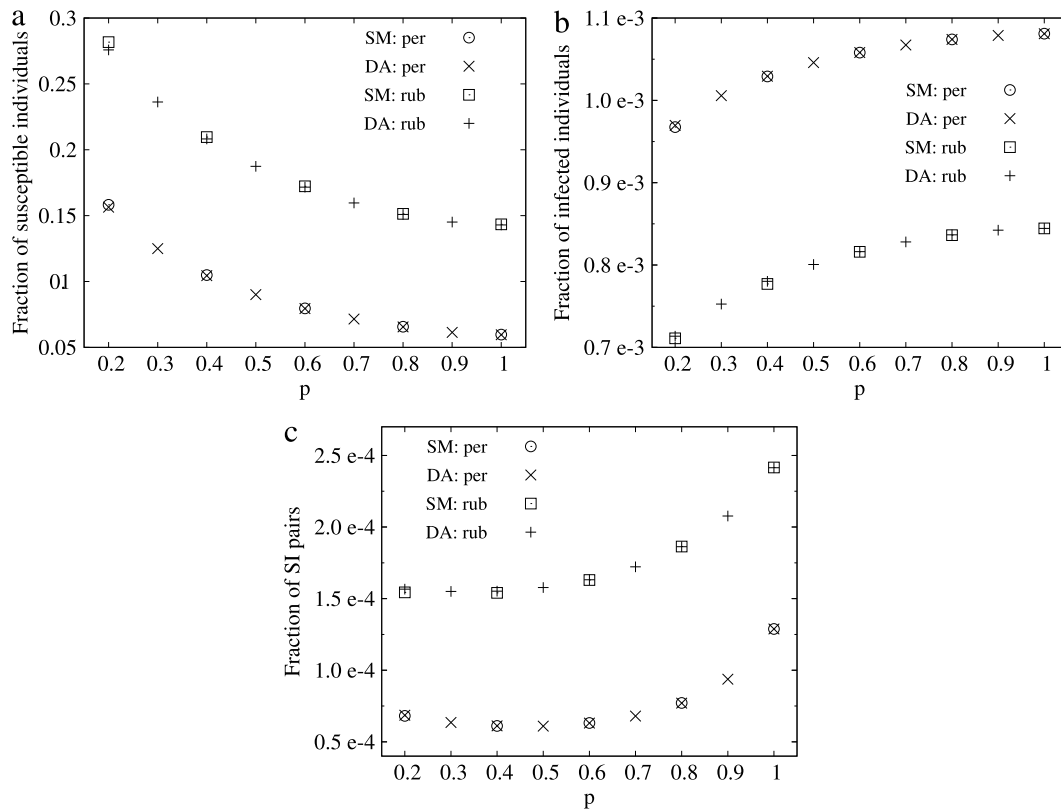 a
0.3
0.25
0.2
0.15
01
0.05
Fraction of susceptible individuals
SM: per
DA: per
SM: rub
DA: rub
0.2 0.3 0.4 0.5 0.6 0.7 0.8 0.9 1
p
b
1.1 e-3
1.0 e-3
0.9 e-3
0.8 e-3
0.7 e-3
Fraction of infected individuals
SM: per
DA: per
SM: rub
DA: rub
0.2 0.3 0.4 0.5 0.6 0.7 0.8 0.9 1
p
c
2.5 e-4
2.0 e-4
1.5 e-4
1.0 e-4
0.5 e-4
Fraction of SI pairs
SM: per
DA: per
SM: rub
DA: rub
0.2 0.3 0.4 0.5 0.6 0.7 0.8 0.9 1
p